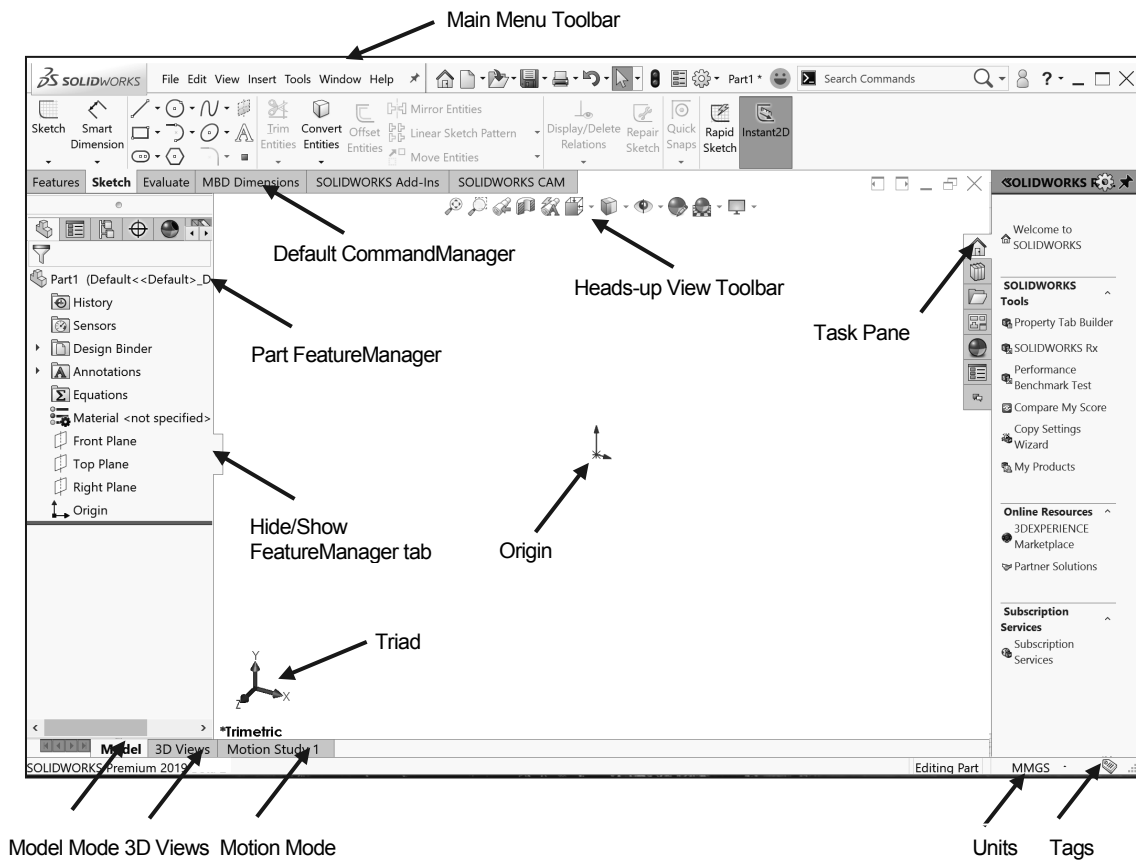 Main Menu Toolbar
SOLIDWORKS File Edit View Insert Tools Window Help Part1 * Search Commands ?
Sketch Smart Dimension Trim Entities Convert Entities Offset Entities Mirror Entities Linear Sketch Pattern Move Entities Display/Delete Relations Repair Sketch Quick Snaps Rapid Sketch Instant2D
Features Sketch Evaluate MBD Dimensions SOLIDWORKS Add-Ins SOLIDWORKS CAM
SOLIDWORKS
Default CommandManager
Heads-up View Toolbar
Task Pane
Part1 (Default<<Default>_D
History
Sensors
Design Binder
Annotations
Equations
Material <not specified>
Front Plane
Top Plane
Right Plane
Origin
Part FeatureManager
Hide/Show
FeatureManager tab
Origin
Triad
Y
X
Z
*Trimetric
Welcome to
SOLIDWORKS
SOLIDWORKS
Tools
Property Tab Builder
SOLIDWORKS Rx
Performance
Benchmark Test
Compare My Score
Copy Settings
Wizard
My Products
Online Resources
3DEXPERIENCE
Marketplace
Partner Solutions
Subscription
Services
Subscription
Services
Model 3D Views Motion Study 1
SOLIDWORKS Premium 2019 Editing Part MMGS
Model Mode 3D Views Motion Mode Units Tags